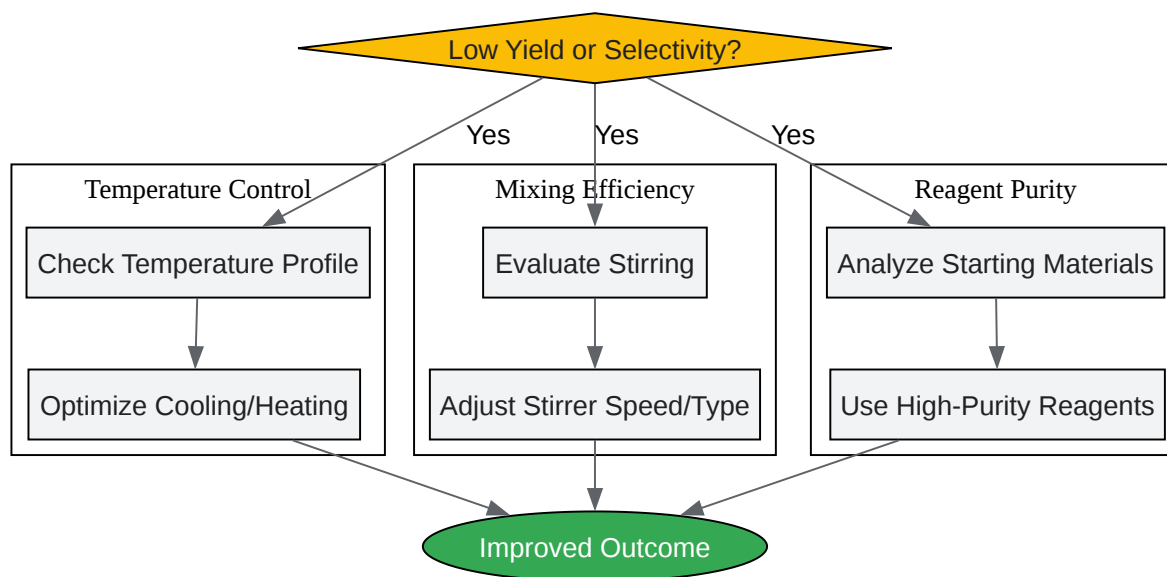 Low Yield or Selectivity?
Yes
Yes
Yes
Temperature Control
Mixing Efficiency
Reagent Purity
Check Temperature Profile
Evaluate Stirring
Analyze Starting Materials
Optimize Cooling/Heating
Adjust Stirrer Speed/Type
Use High-Purity Reagents
Improved Outcome